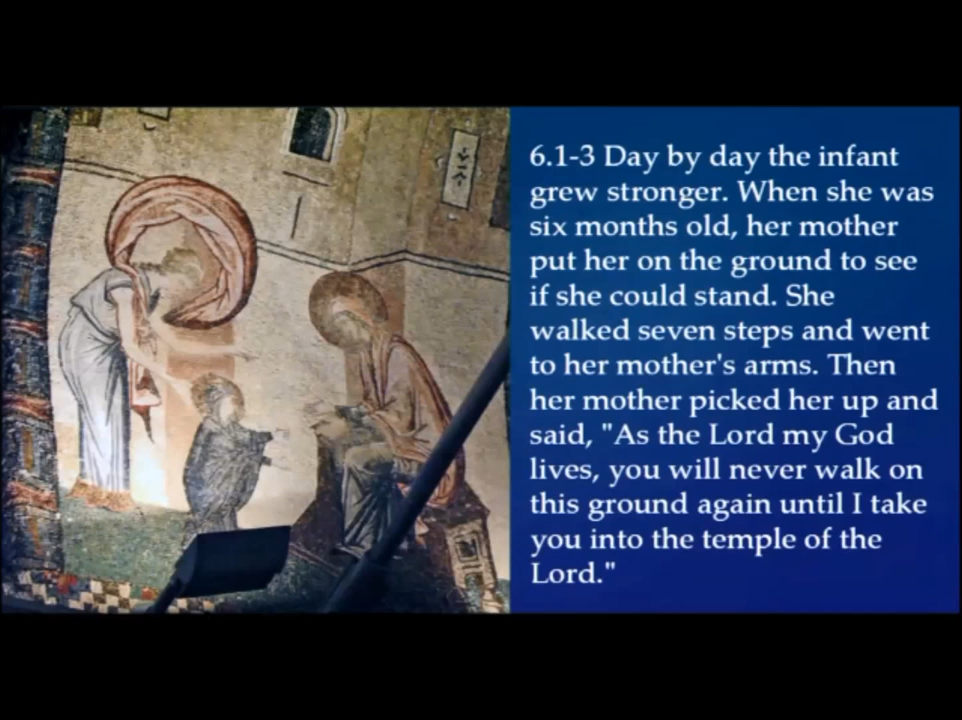 6.1-3 Day by day the infant
grew stronger. When she was
six months old, her mother
put her on the ground to see
if she could stand. She
walked seven steps and went
to her mother's arms. Then
her mother picked her up and
said, "As the Lord my God
lives, you will never walk on
this ground again until I take
you into the temple of the
Lord."